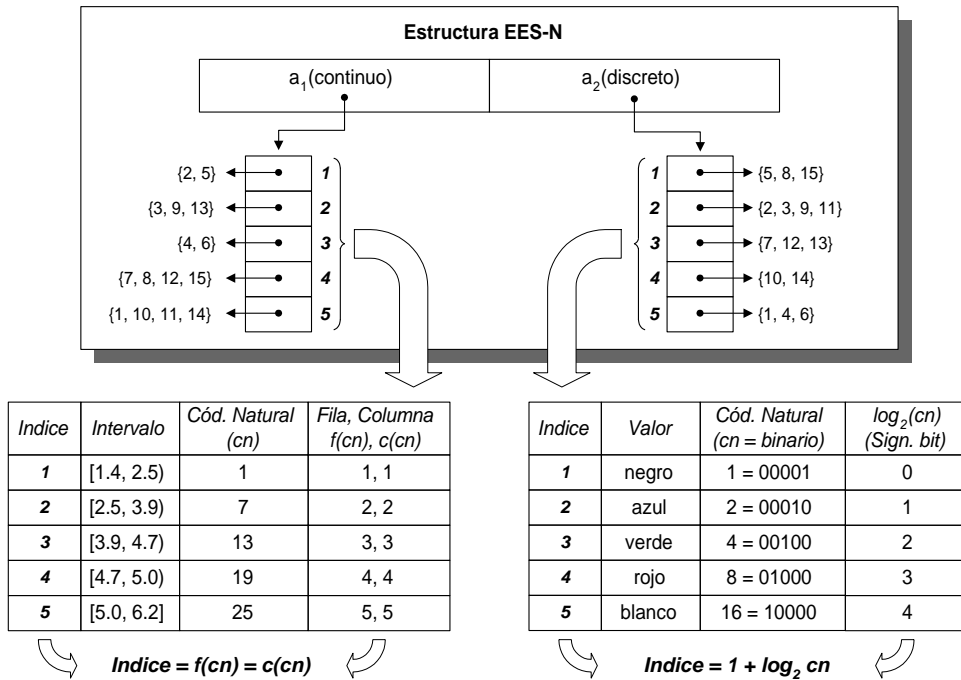 Estructura EES-N
a1(continuo) a2(discreto)
{2, 5} 1 1 {5, 8, 15}
{3, 9, 13} 2 2 {2, 3, 9, 11}
{4, 6} 3 3 {7, 12, 13}
{7, 8, 12, 15} 4 4 {10, 14}
{1, 10, 11, 14} 5 5 {1, 4, 6}
Indice Intervalo Cód. Natural (cn) Fila, Columna f(cn), c(cn)
1 [1.4, 2.5) 1 1, 1
2 [2.5, 3.9) 7 2, 2
3 [3.9, 4.7) 13 3, 3
4 [4.7, 5.0) 19 4, 4
5 [5.0, 6.2] 25 5, 5
Indice = f(cn) = c(cn)
Indice Valor Cód. Natural (cn = binario) log2(cn) (Sign. bit)
1 negro 1 = 00001 0
2 azul 2 = 00010 1
3 verde 4 = 00100 2
4 rojo 8 = 01000 3
5 blanco 16 = 10000 4
Indice = 1 + log2 cn